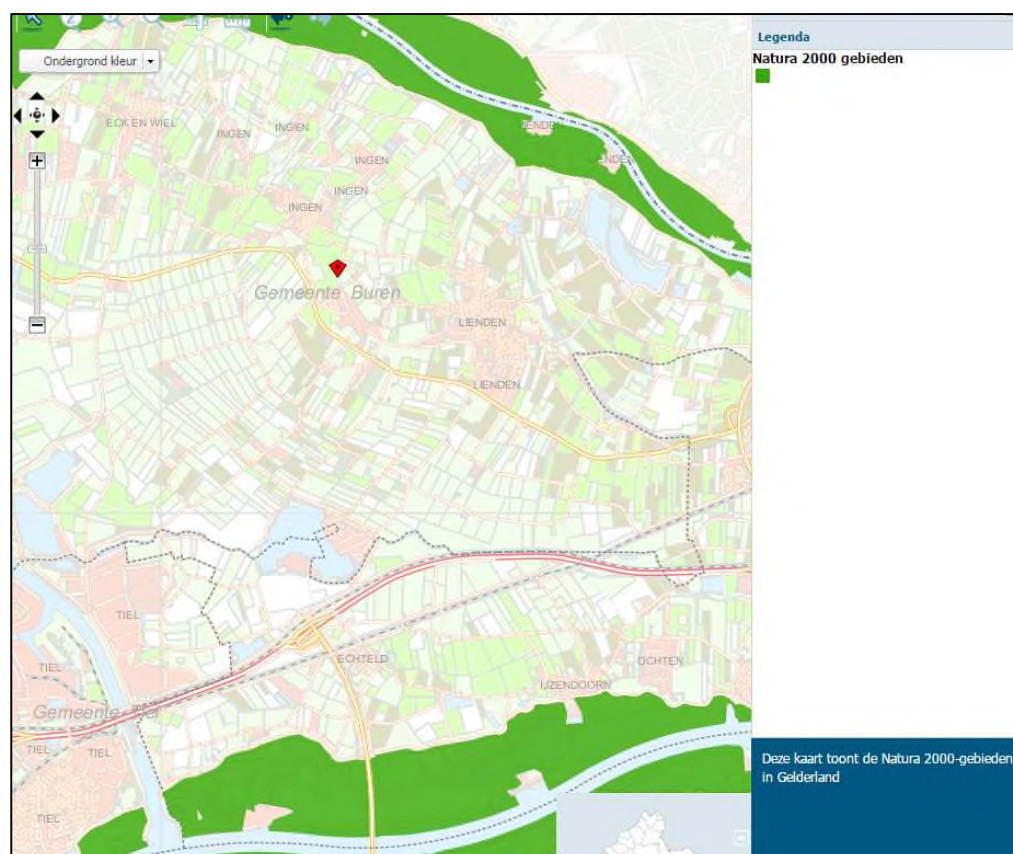 Ondergrond kleur
ECK EN WIEL
INGEN
INGEN
INGEN
INGEN
INGEN
Gemeente Buren
LIENDEN
LIENDEN
TIEL
TIEL
ECHTELD
OCHTEN
IJZENDOORN
Gemeente Tiel
TIEL
TIEL
TIEL
Legenda
Natura 2000 gebieden
Deze kaart toont de Natura 2000-gebieden
in Gelderland